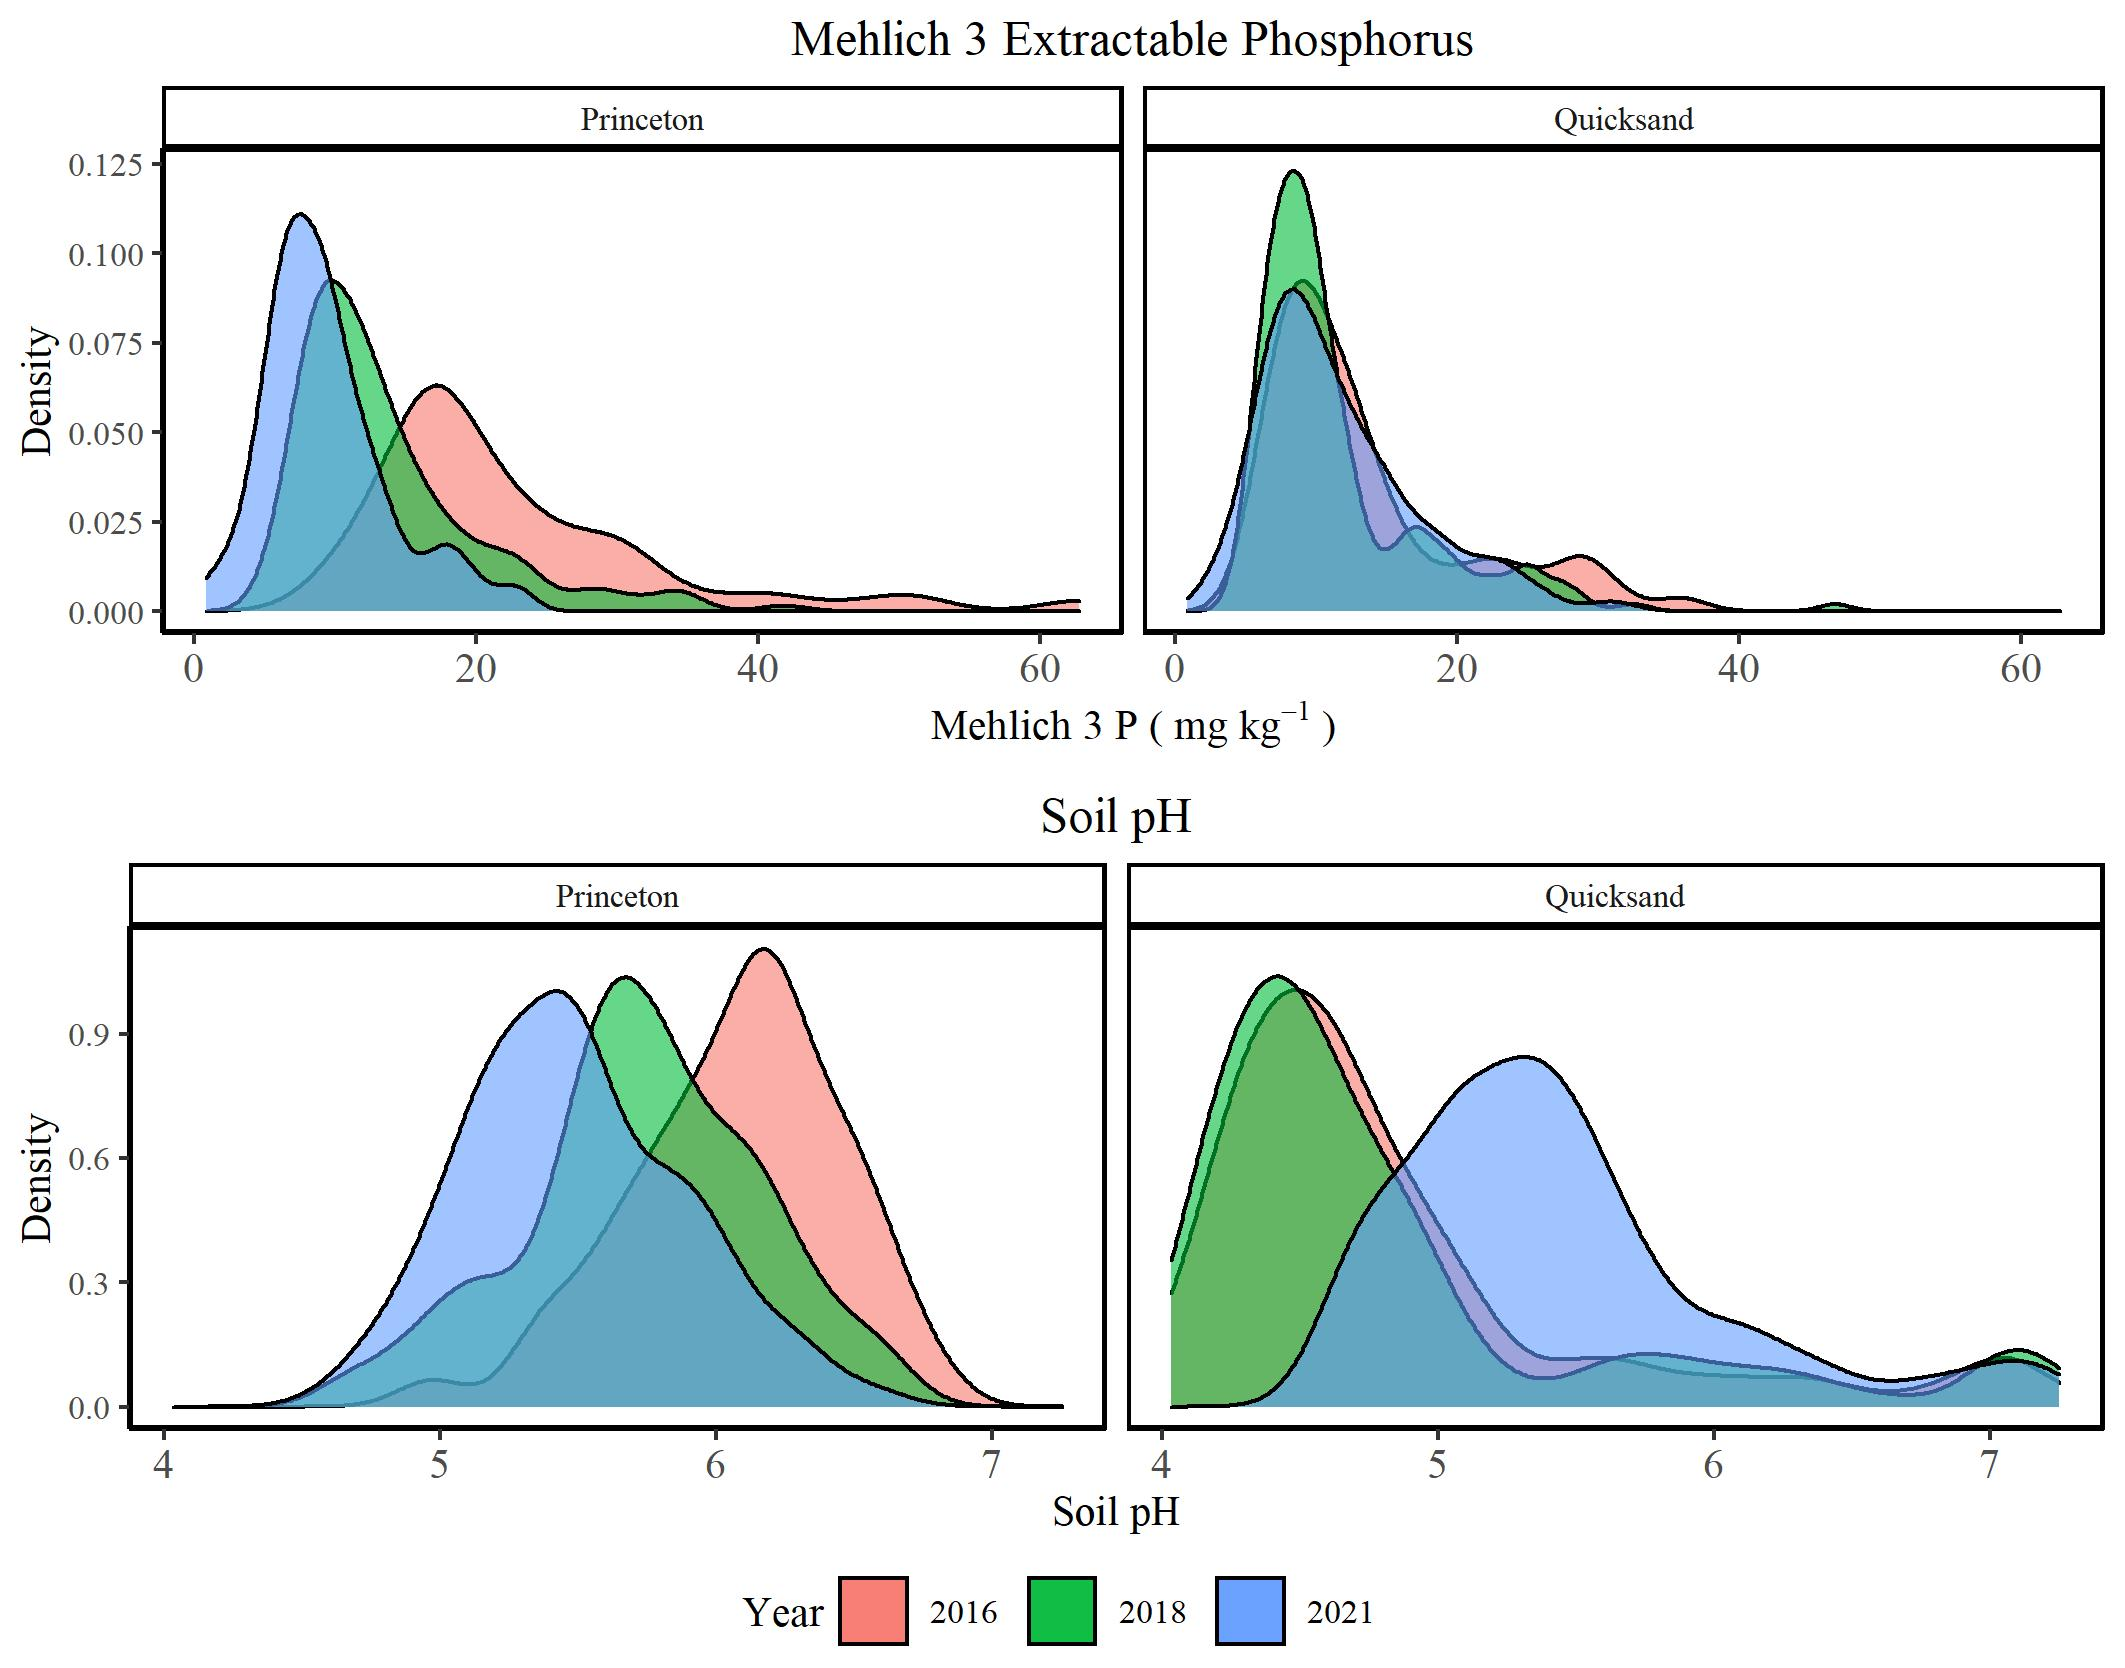 Mehlich 3 Extractable Phosphorus
Princeton
Quicksand
0.125
0.100
0.075
0.050
0.025
0.000
Density
0 20 40 60
0 20 40 60
Mehlich 3 P ( mg kg⁻¹ )
Soil pH
Princeton
Quicksand
0.9
0.6
0.3
0.0
Density
4 5 6 7
4 5 6 7
Soil pH
Year 2016 2018 2021